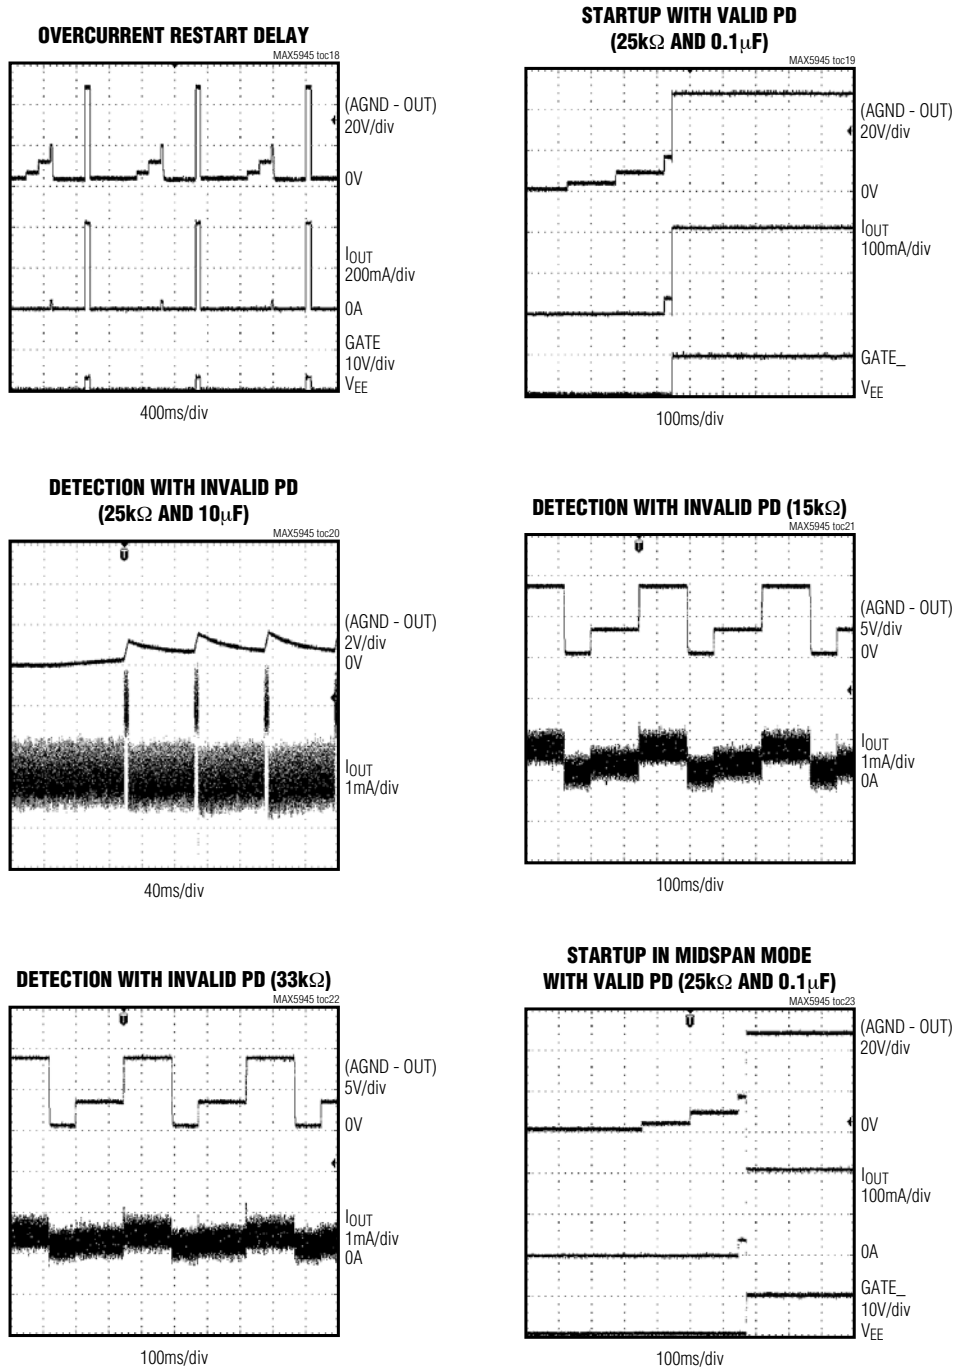 OVERCURRENT RESTART DELAY
MAX5945 toc18
(AGND - OUT)
20V/div
0V
IOUT
200mA/div
0A
GATE
10V/div
VEE
400ms/div
STARTUP WITH VALID PD
(25kΩ AND 0.1μF)
MAX5945 toc19
(AGND - OUT)
20V/div
0V
IOUT
100mA/div
GATE_
VEE
100ms/div
DETECTION WITH INVALID PD
(25kΩ AND 10μF)
MAX5945 toc20
(AGND - OUT)
2V/div
0V
IOUT
1mA/div
40ms/div
DETECTION WITH INVALID PD (15kΩ)
MAX5945 toc21
(AGND - OUT)
5V/div
0V
IOUT
1mA/div
0A
100ms/div
DETECTION WITH INVALID PD (33kΩ)
MAX5945 toc22
(AGND - OUT)
5V/div
0V
IOUT
1mA/div
0A
100ms/div
STARTUP IN MIDSPAN MODE
WITH VALID PD (25kΩ AND 0.1μF)
MAX5945 toc23
(AGND - OUT)
20V/div
0V
IOUT
100mA/div
0A
GATE_
10V/div
VEE
100ms/div